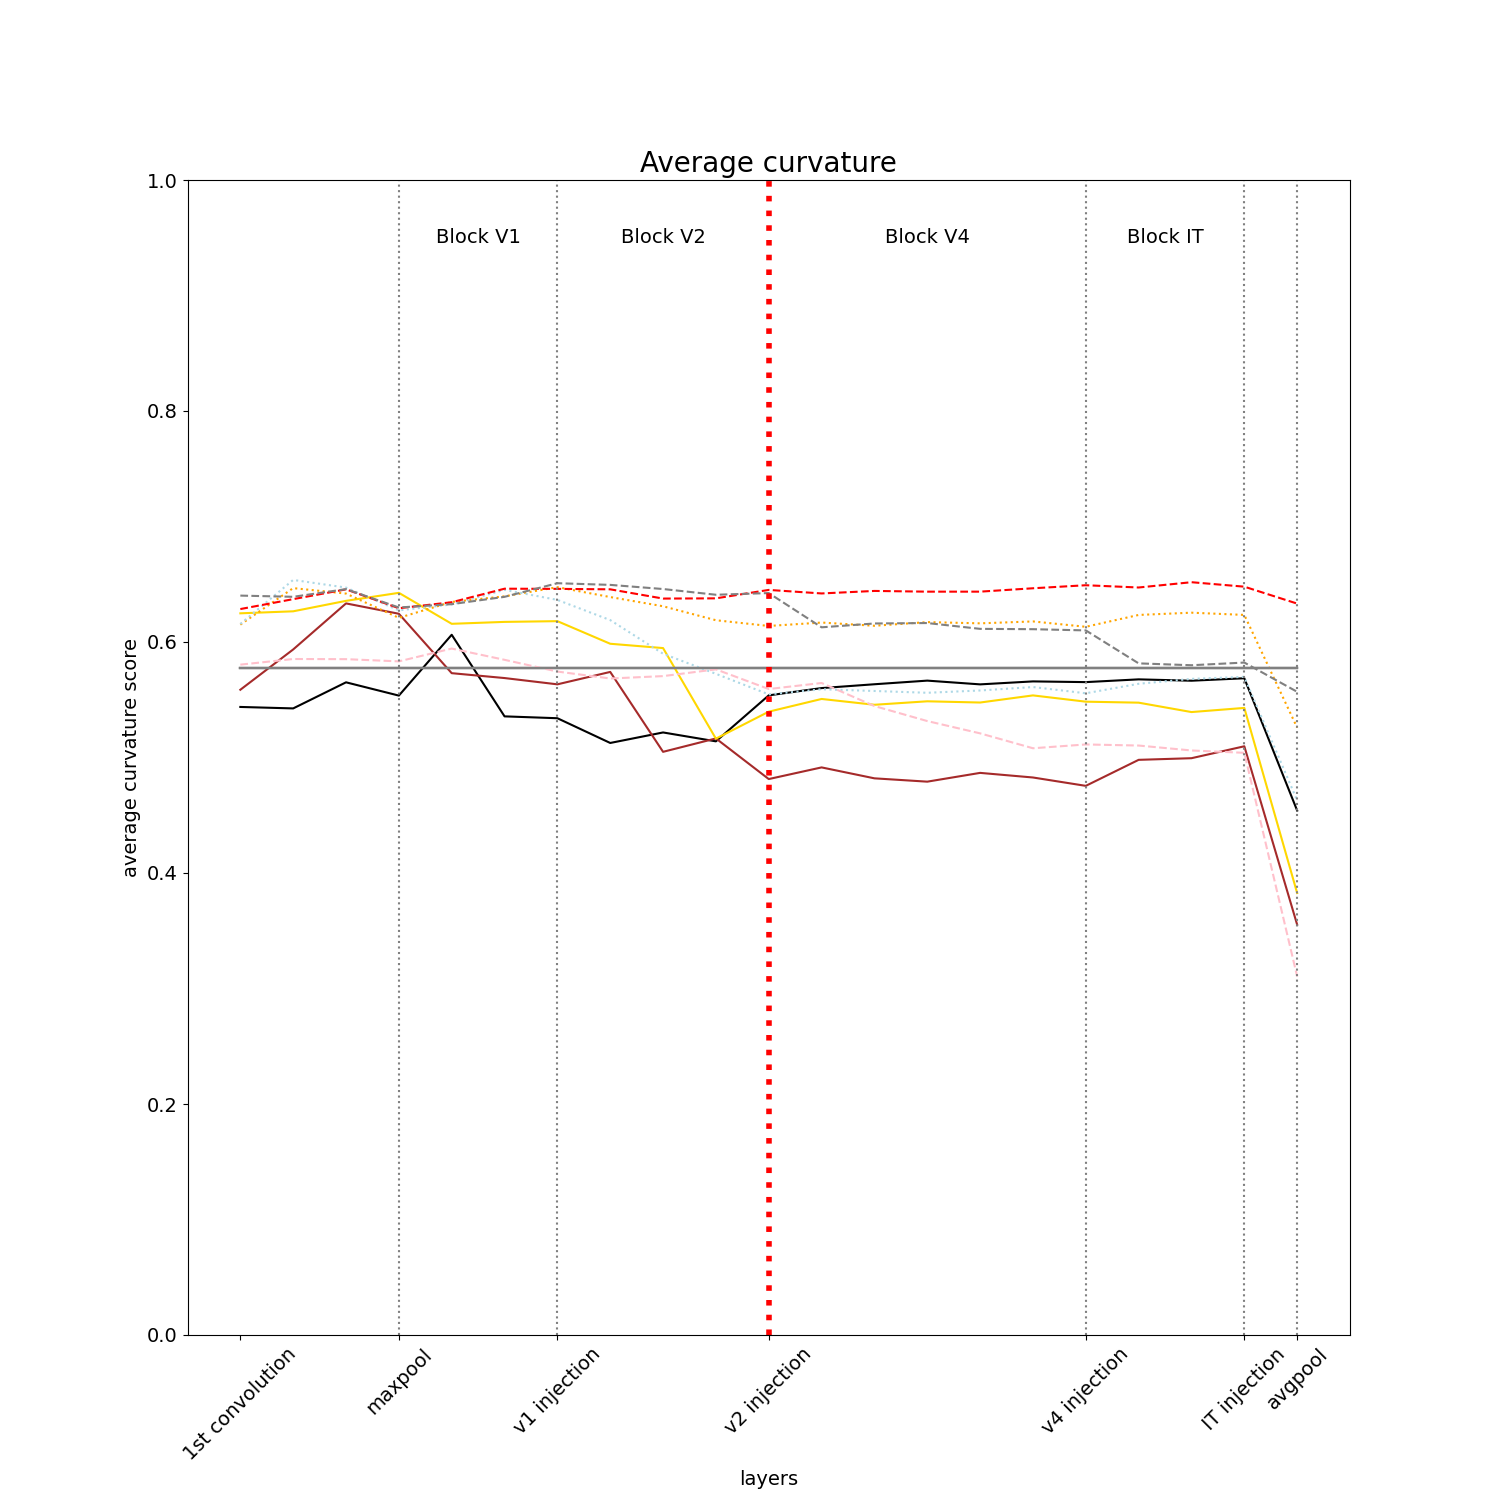 Average curvature
1.0
Block V1 Block V2 Block V4 Block IT
0.8
0.6
average curvature score
0.4
0.2
0.0
1st convolution maxpool v1 injection v2 injection v4 injection IT injection avgpool
layers